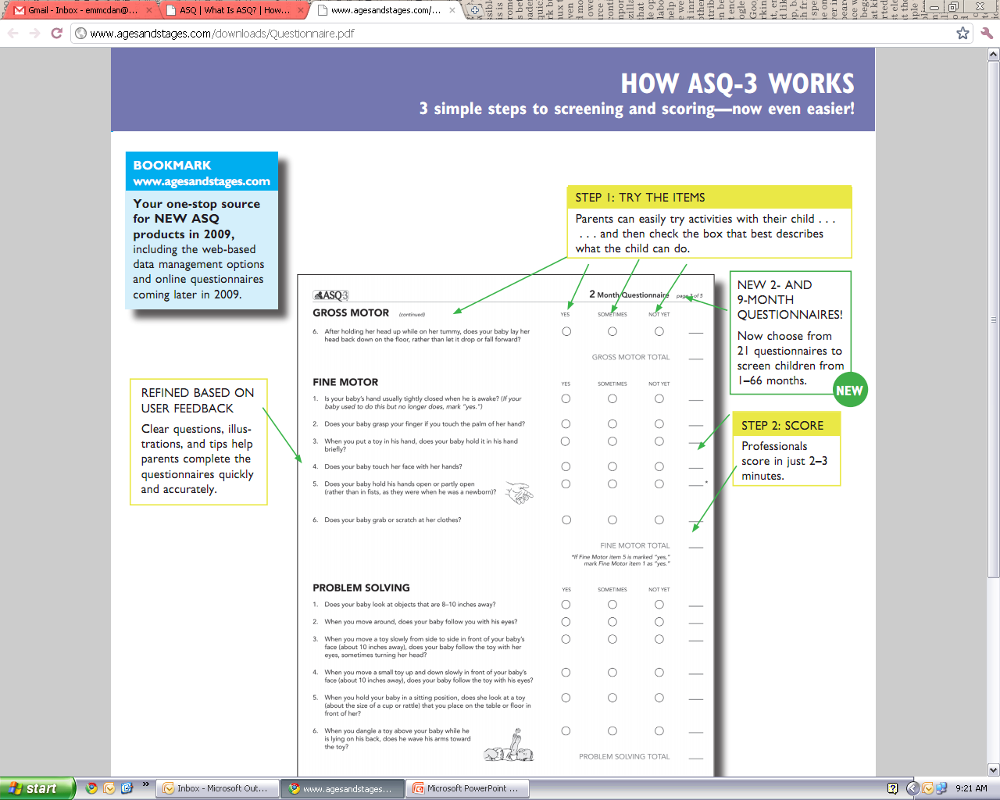 Gmail - Inbox - emmcdan@...
ASQ | What Is ASQ? | How...
www.agesandstages.com/...
www.agesandstages.com/downloads/Questionnaire.pdf
HOW ASQ-3 WORKS
3 simple steps to screening and scoring—now even easier!
BOOKMARK
www.agesandstages.com
Your one-stop source
for NEW ASQ
products in 2009,
including the web-based
data management options
and online questionnaires
coming later in 2009.
STEP 1: TRY THE ITEMS
Parents can easily try activities with their child . . .
. . . and then check the box that best describes
what the child can do.
NEW 2- AND
9-MONTH
QUESTIONNAIRES!
Now choose from
21 questionnaires to
screen children from
1–66 months.
NEW
REFINED BASED ON
USER FEEDBACK
Clear questions, illus-
trations, and tips help
parents complete the
questionnaires quickly
and accurately.
STEP 2: SCORE
Professionals
score in just 2–3
minutes.
ASQ-3
2 Month Questionnaire page 3 of 5
GROSS MOTOR (continued)
YES SOMETIMES NOT YET
6. After holding her head up while on her tummy, does your baby lay her
head back down on the floor, rather than let it drop or fall forward?
GROSS MOTOR TOTAL
FINE MOTOR
YES SOMETIMES NOT YET
1. Is your baby's hand usually tightly closed when he is awake? (If your
baby used to do this but no longer does, mark "yes.")
2. Does your baby grasp your finger if you touch the palm of her hand?
3. When you put a toy in his hand, does your baby hold it in his hand
briefly?
4. Does your baby touch her face with her hands?
5. Does your baby hold his hands open or partly open
(rather than in fists, as they were when he was a newborn)?
*
6. Does your baby grab or scratch at her clothes?
FINE MOTOR TOTAL
*If Fine Motor item 5 is marked "yes,"
mark Fine Motor item 1 as "yes."
PROBLEM SOLVING
YES SOMETIMES NOT YET
1. Does your baby look at objects that are 8–10 inches away?
2. When you move around, does your baby follow you with his eyes?
3. When you move a toy slowly from side to side in front of your baby's
face (about 10 inches away), does your baby follow the toy with her
eyes, sometimes turning her head?
4. When you move a small toy up and down slowly in front of your baby's
face (about 10 inches away), does your baby follow the toy with his eyes?
5. When you hold your baby in a sitting position, does she look at a toy
(about the size of a cup or rattle) that you place on the table or floor in
front of her?
6. When you dangle a toy above your baby while he
is lying on his back, does he wave his arms toward
the toy?
PROBLEM SOLVING TOTAL
start
Inbox - Microsoft Out...
www.agesandstages...
Microsoft PowerPoint ...
9:21 AM